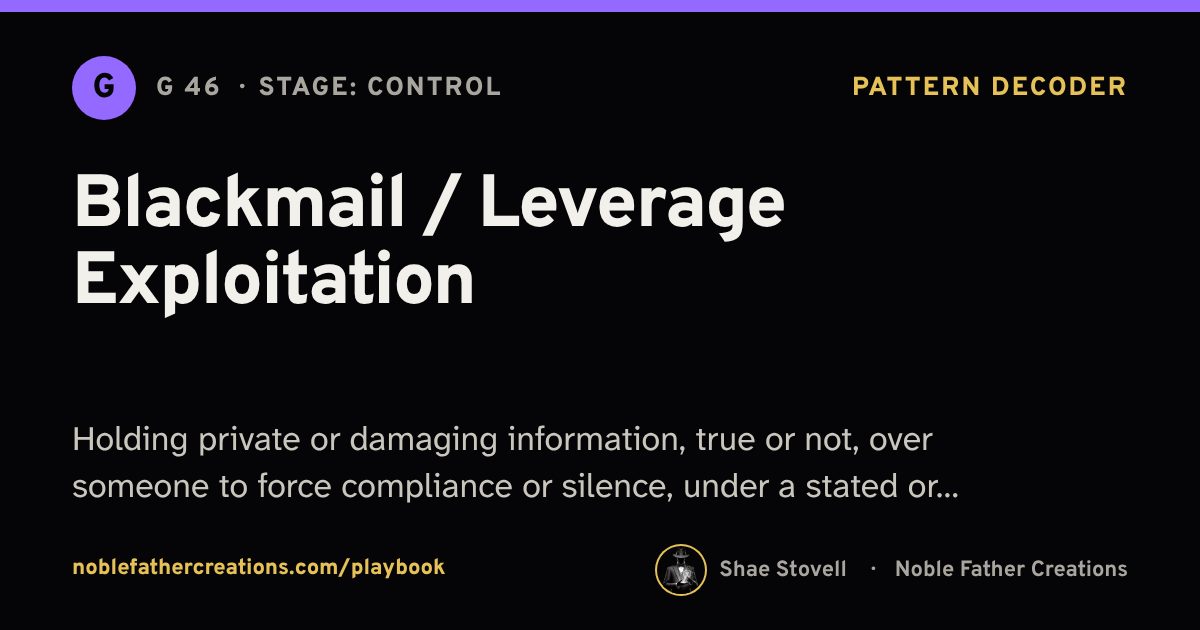 G
G 46 · STAGE: CONTROL
PATTERN DECODER
Blackmail / Leverage
Exploitation
Holding private or damaging information, true or not, over
someone to force compliance or silence, under a stated or...
noblefathercreations.com/playbook
Shae Stovell · Noble Father Creations